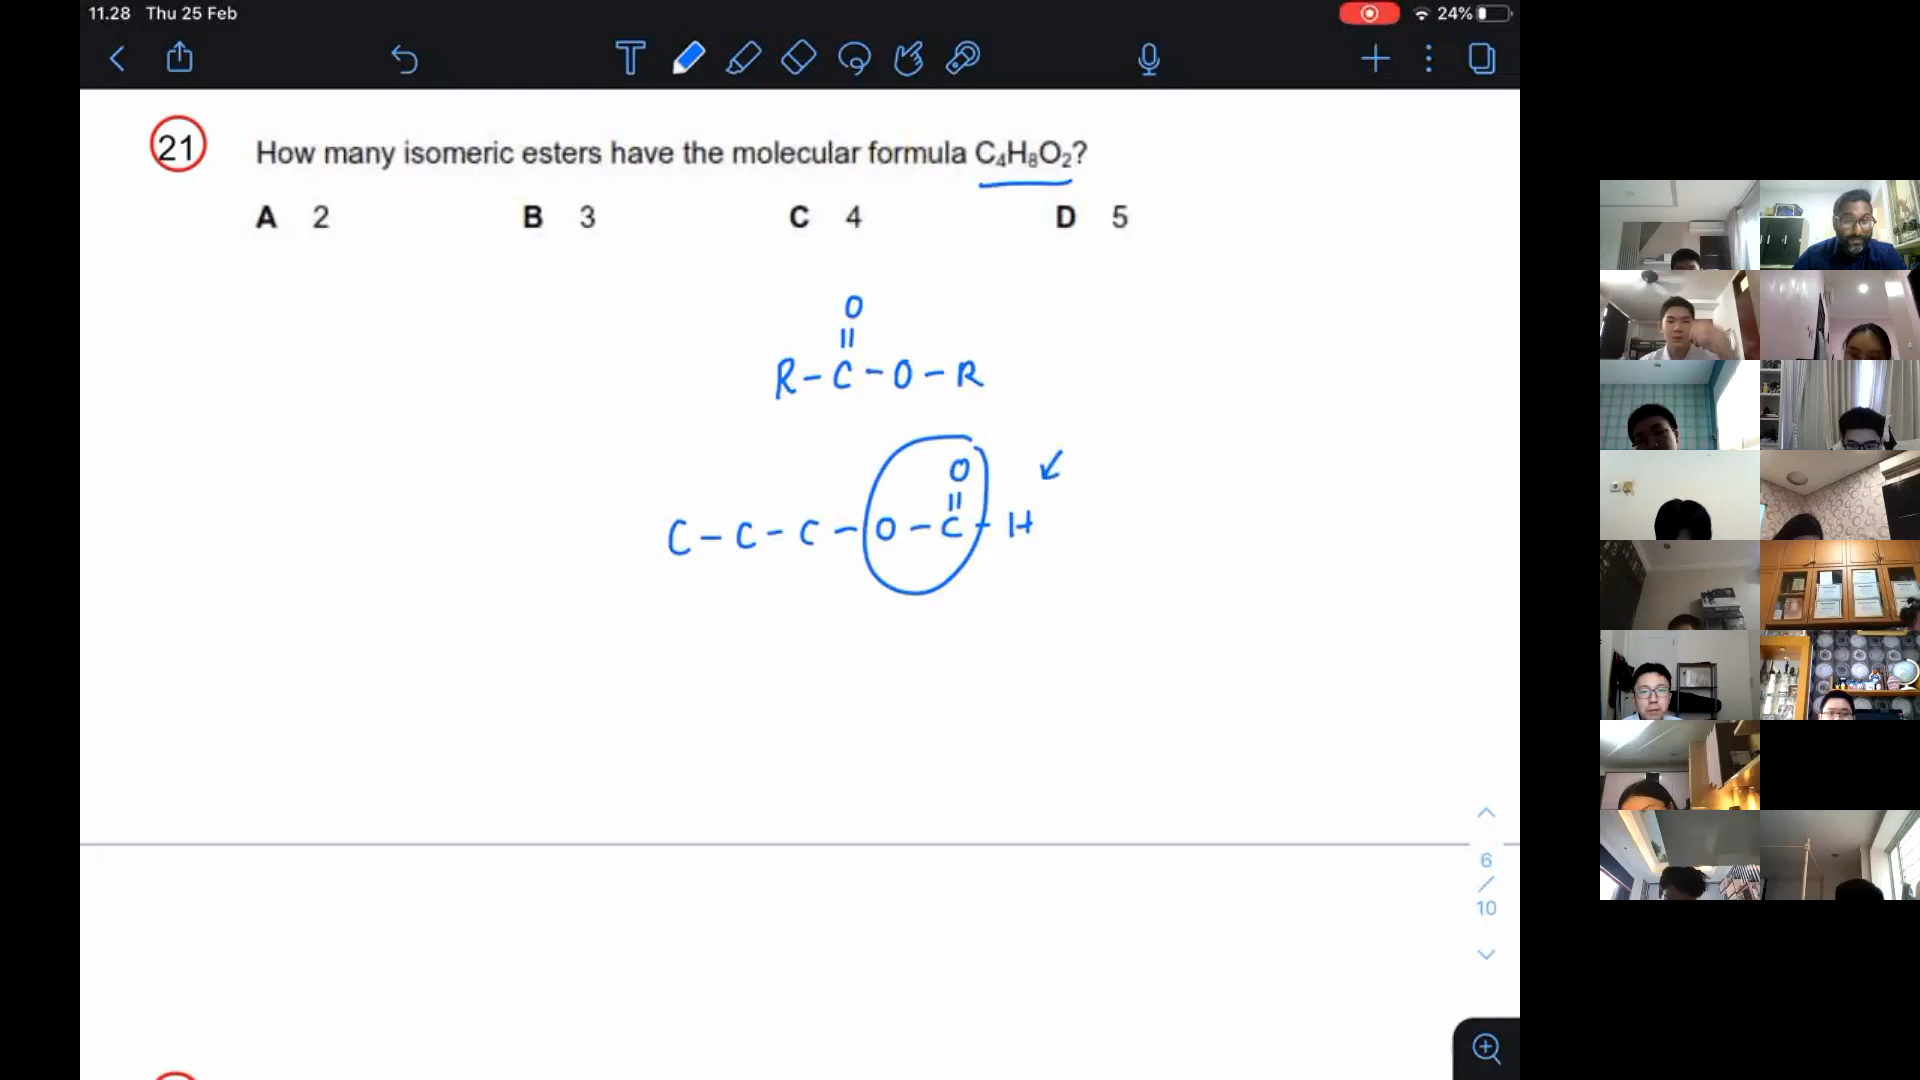 11.28 Thu 25 Feb
24%
T
21 How many isomeric esters have the molecular formula C₄H₈O₂?
A 2 B 3 C 4 D 5
O
||
R – C – O – R
O
||
C – C – C – O – C – H
6
/
10